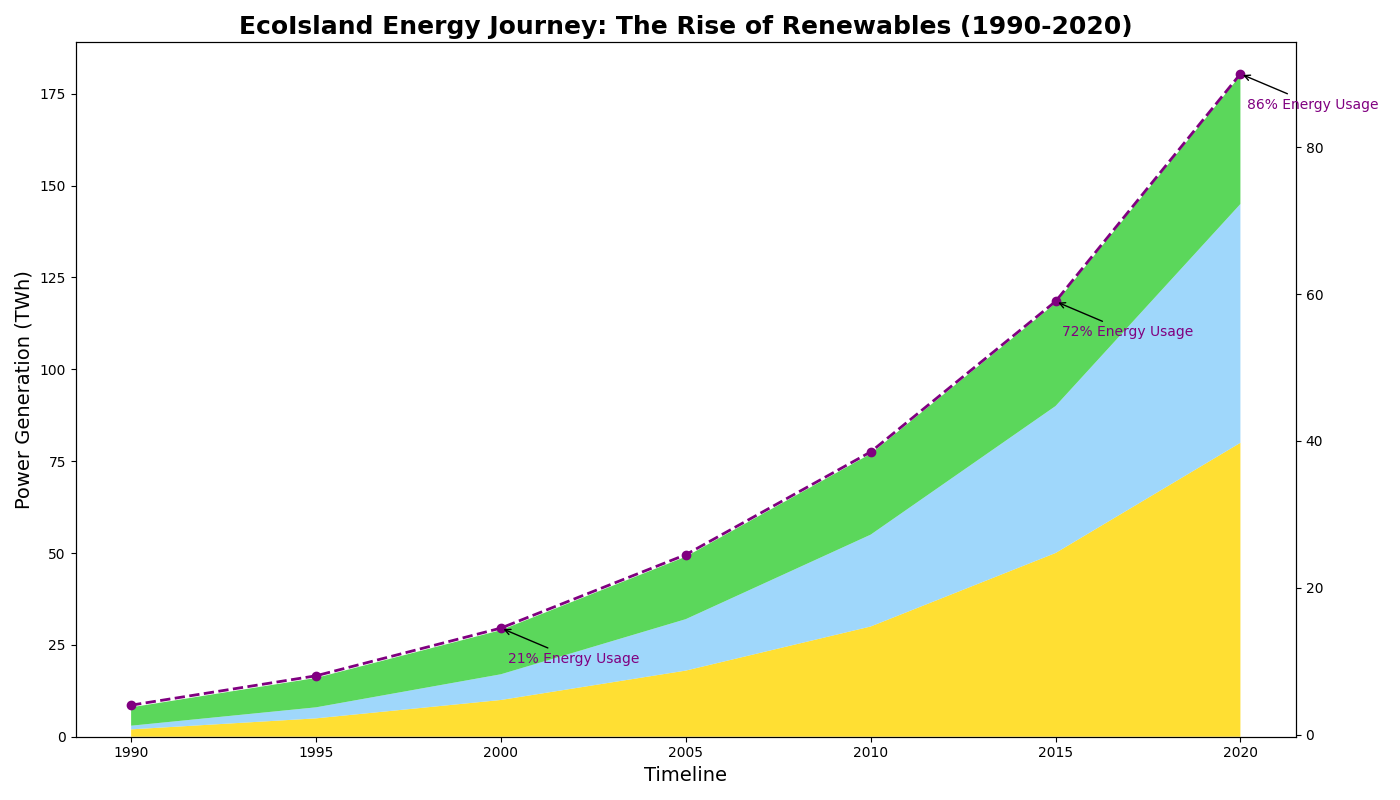 EcoIsland Energy Journey: The Rise of Renewables (1990-2020)
175
150
125
100
75
50
25
0
Power Generation (TWh)
86% Energy Usage
72% Energy Usage
21% Energy Usage
80
60
40
20
0
1990 1995 2000 2005 2010 2015 2020
Timeline